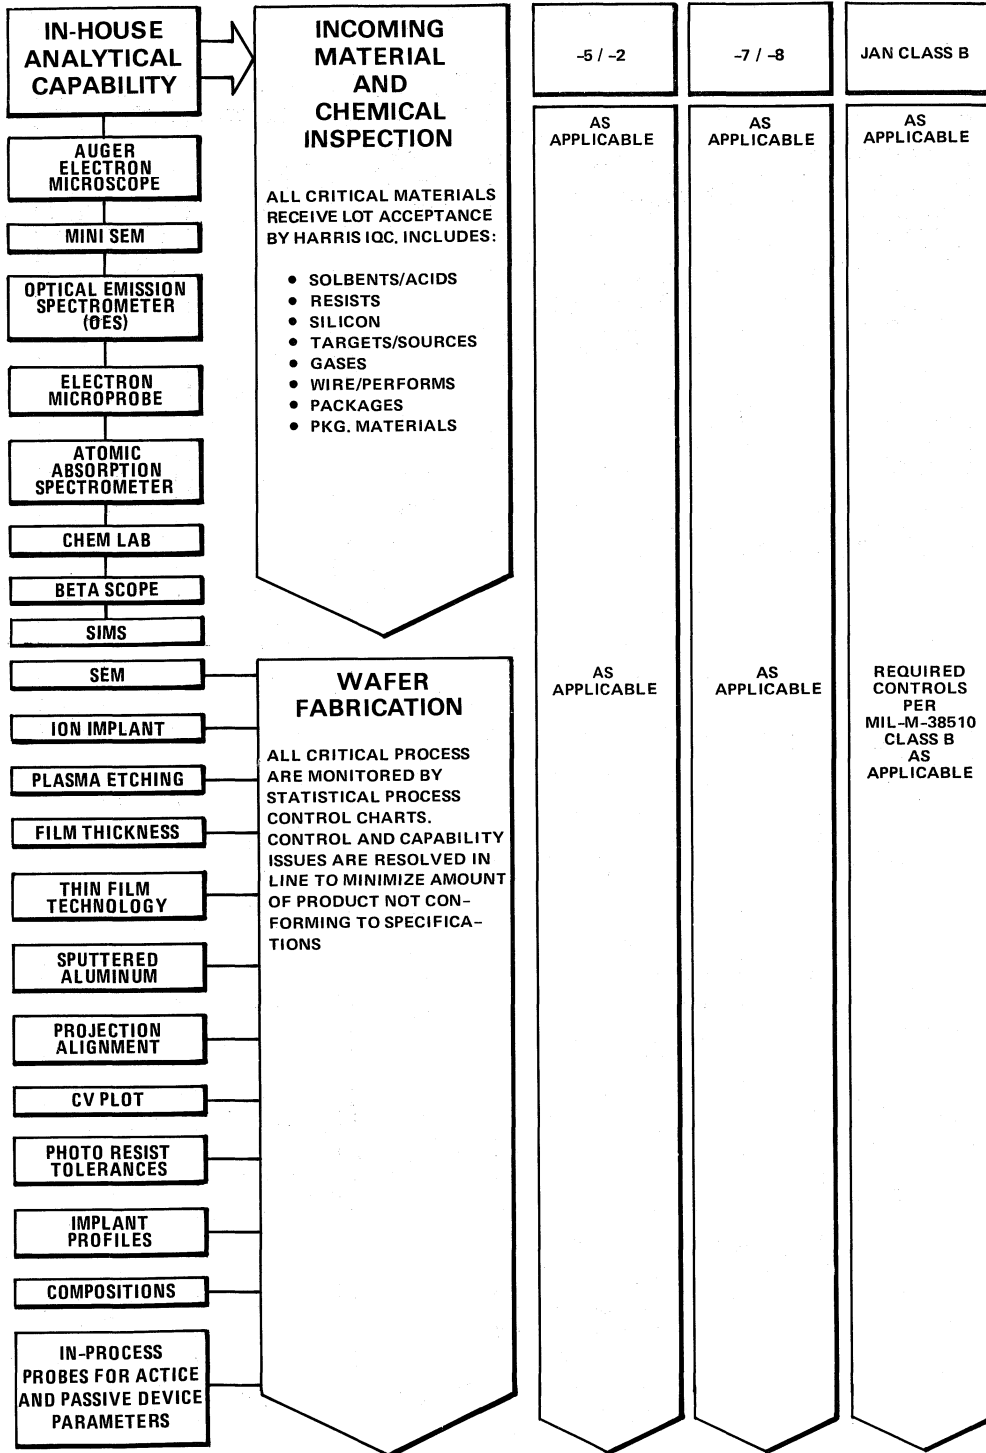 IN-HOUSE
ANALYTICAL
CAPABILITY
AUGER
ELECTRON
MICROSCOPE
MINI SEM
OPTICAL EMISSION
SPECTROMETER
(OES)
ELECTRON
MICROPROBE
ATOMIC
ABSORPTION
SPECTROMETER
CHEM LAB
BETA SCOPE
SIMS
SEM
ION IMPLANT
PLASMA ETCHING
FILM THICKNESS
THIN FILM
TECHNOLOGY
SPUTTERED
ALUMINUM
PROJECTION
ALIGNMENT
CV PLOT
PHOTO RESIST
TOLERANCES
IMPLANT
PROFILES
COMPOSITIONS
IN-PROCESS
PROBES FOR ACTICE
AND PASSIVE DEVICE
PARAMETERS
INCOMING
MATERIAL
AND
CHEMICAL
INSPECTION
ALL CRITICAL MATERIALS
RECEIVE LOT ACCEPTANCE
BY HARRIS IQC. INCLUDES:
• SOLBENTS/ACIDS
• RESISTS
• SILICON
• TARGETS/SOURCES
• GASES
• WIRE/PERFORMS
• PACKAGES
• PKG. MATERIALS
WAFER
FABRICATION
ALL CRITICAL PROCESS
ARE MONITORED BY
STATISTICAL PROCESS
CONTROL CHARTS.
CONTROL AND CAPABILITY
ISSUES ARE RESOLVED IN
LINE TO MINIMIZE AMOUNT
OF PRODUCT NOT CON-
FORMING TO SPECIFICA-
TIONS
-5 / -2
AS
APPLICABLE
AS
APPLICABLE
-7 / -8
AS
APPLICABLE
AS
APPLICABLE
JAN CLASS B
AS
APPLICABLE
REQUIRED
CONTROLS
PER
MIL-M-38510
CLASS B
AS
APPLICABLE